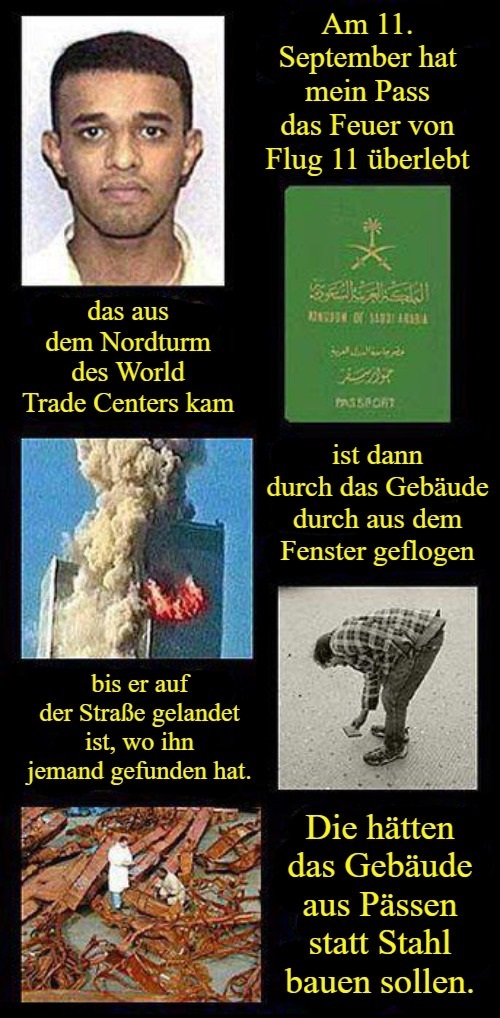 Am 11.
September hat
mein Pass
das Feuer von
Flug 11 überlebt
KINGDOM OF SAUDI ARABIA
PASSPORT
das aus
dem Nordturm
des World
Trade Centers kam
ist dann
durch das Gebäude
durch aus dem
Fenster geflogen
bis er auf
der Straße gelandet
ist, wo ihn
jemand gefunden hat.
Die hätten
das Gebäude
aus Pässen
statt Stahl
bauen sollen.